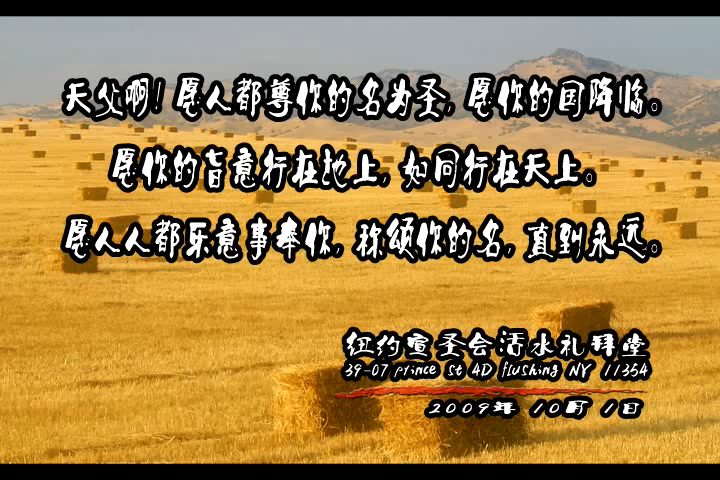 天父啊！愿人都尊你的名为圣，愿你的国降临。
愿你的旨意行在地上，如同行在天上。
愿人人都乐意事奉你，称颂你的名，直到永远。
纽约宣圣会活水礼拜堂
39-07 prince st 4D flushing NY 11354
2009年 10月 1日